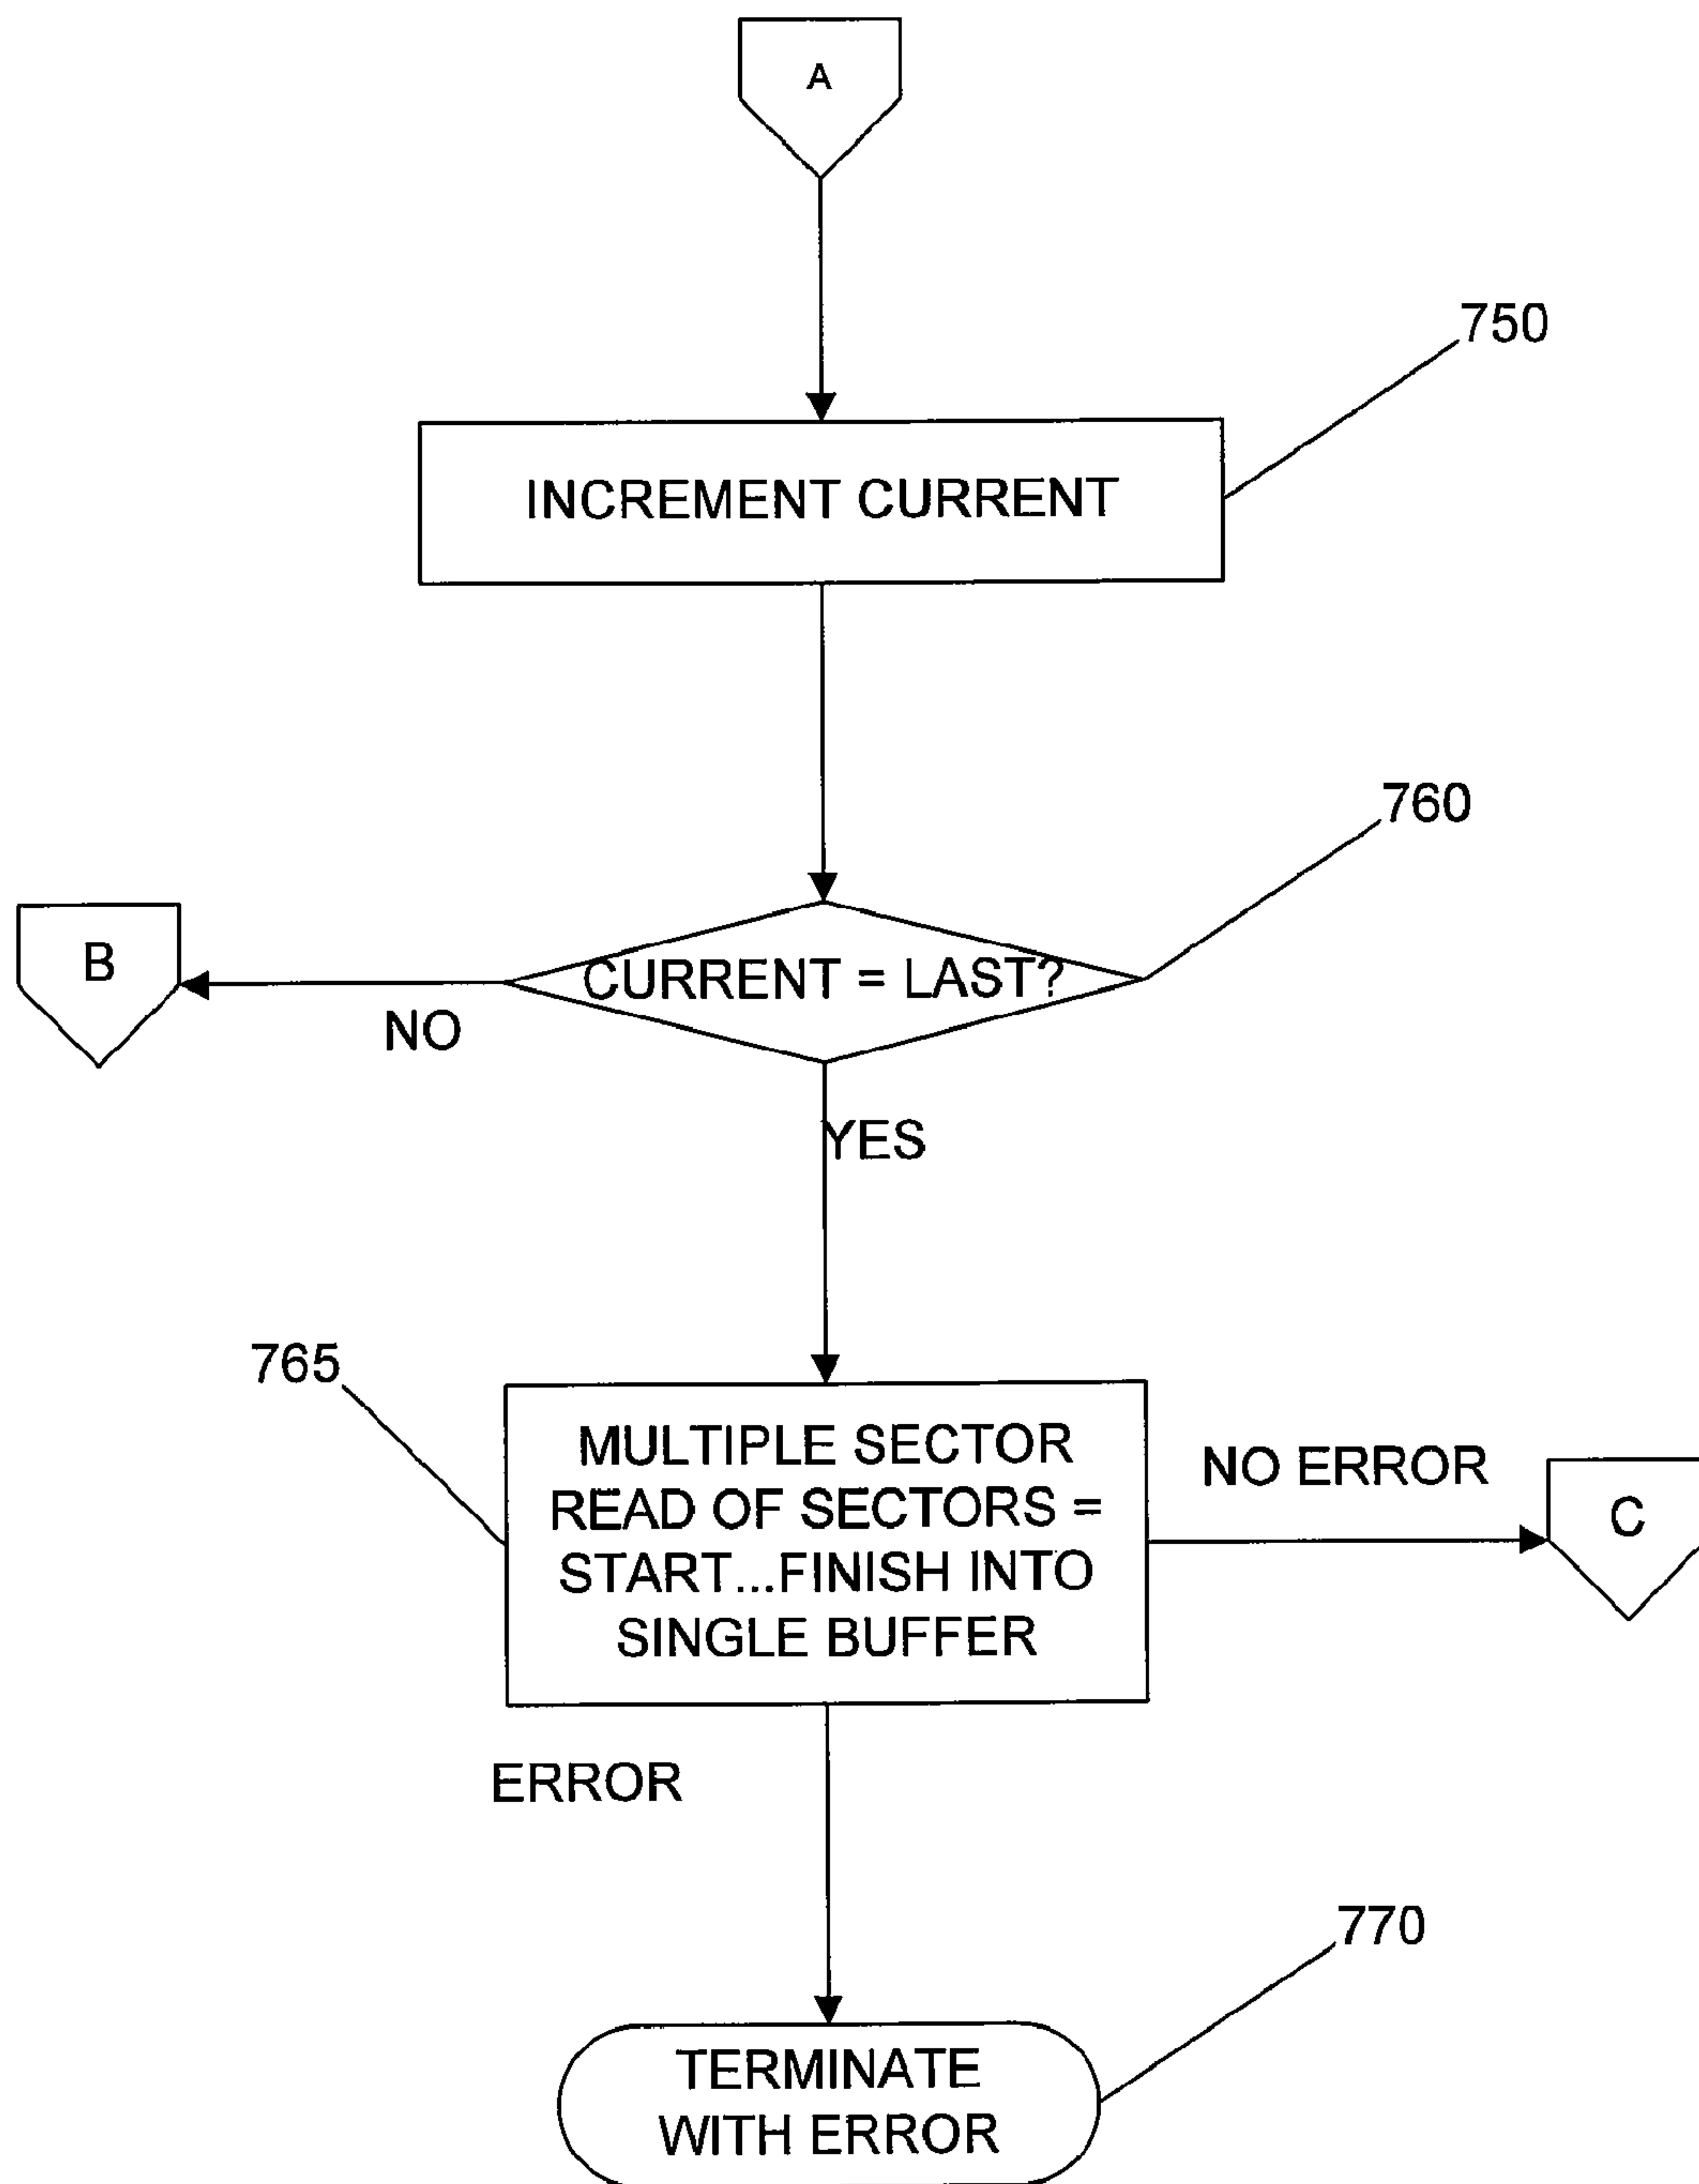 A
750
INCREMENT CURRENT
760
B
CURRENT = LAST?
NO
YES
765
MULTIPLE SECTOR
READ OF SECTORS =
START...FINISH INTO
SINGLE BUFFER
NO ERROR
C
ERROR
770
TERMINATE
WITH ERROR